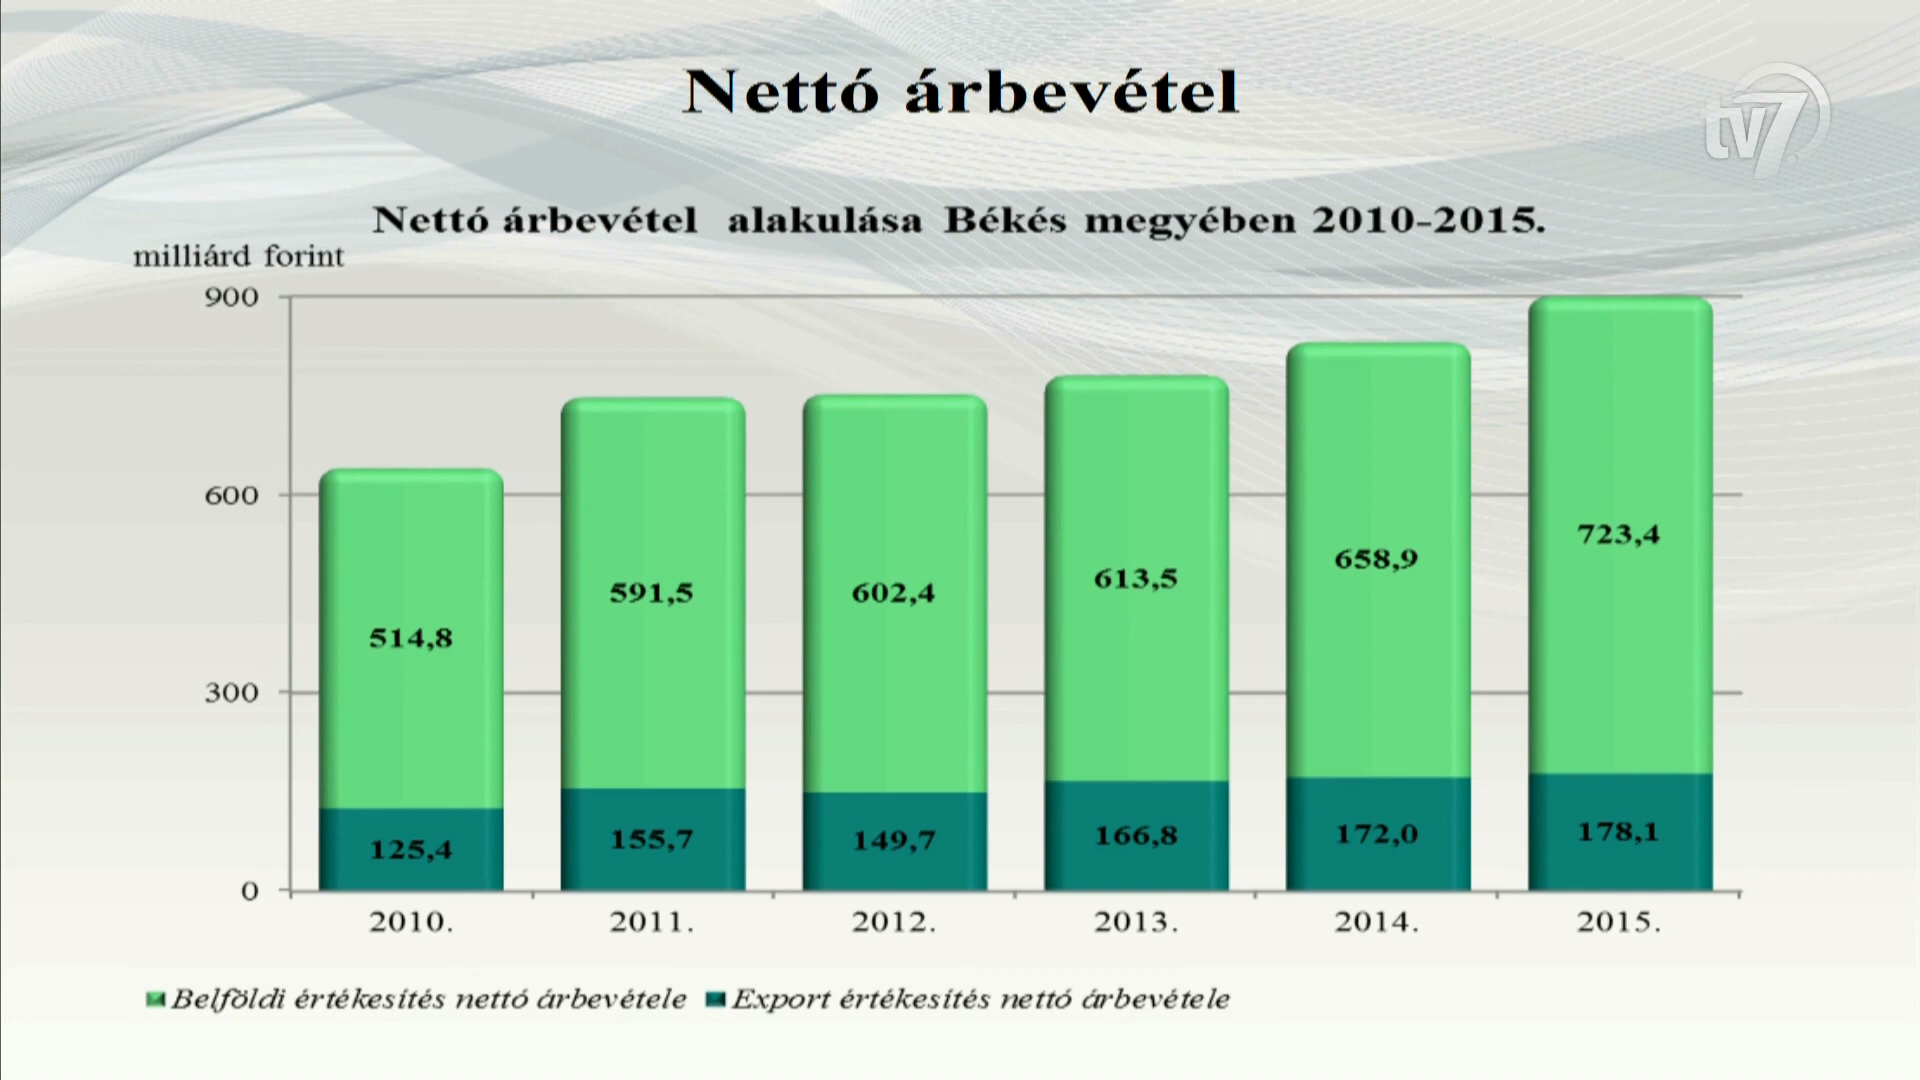 Nettó árbevétel
tv7
Nettó árbevétel alakulása Békés megyében 2010-2015.
milliárd forint
900
600
300
0
514,8
591,5
602,4
613,5
658,9
723,4
125,4
155,7
149,7
166,8
172,0
178,1
2010. 2011. 2012. 2013. 2014. 2015.
Belföldi értékesítés nettó árbevétele Export értékesítés nettó árbevétele